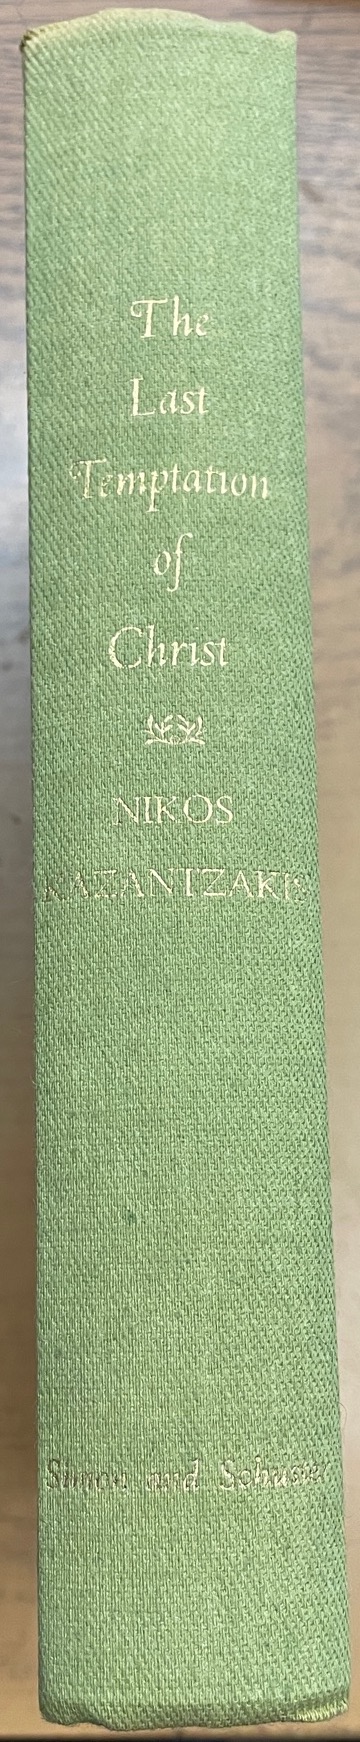 The
Last
Temptation
of
Christ
NIKOS
KAZANTZAKIS
Simon and Schuster